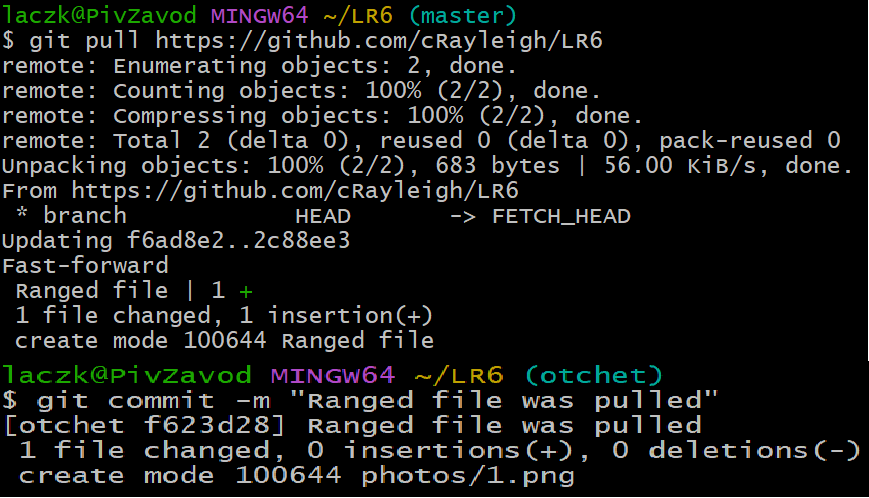 laczk@PivZavod MINGW64 ~/LR6 (master)
$ git pull https://github.com/cRayleigh/LR6
remote: Enumerating objects: 2, done.
remote: Counting objects: 100% (2/2), done.
remote: Compressing objects: 100% (2/2), done.
remote: Total 2 (delta 0), reused 0 (delta 0), pack-reused 0
Unpacking objects: 100% (2/2), 683 bytes | 56.00 KiB/s, done.
From https://github.com/cRayleigh/LR6
 * branch            HEAD       -> FETCH_HEAD
Updating f6ad8e2..2c88ee3
Fast-forward
 Ranged file | 1 +
 1 file changed, 1 insertion(+)
 create mode 100644 Ranged file
laczk@PivZavod MINGW64 ~/LR6 (otchet)
$ git commit -m "Ranged file was pulled"
[otchet f623d28] Ranged file was pulled
 1 file changed, 0 insertions(+), 0 deletions(-)
 create mode 100644 photos/1.png